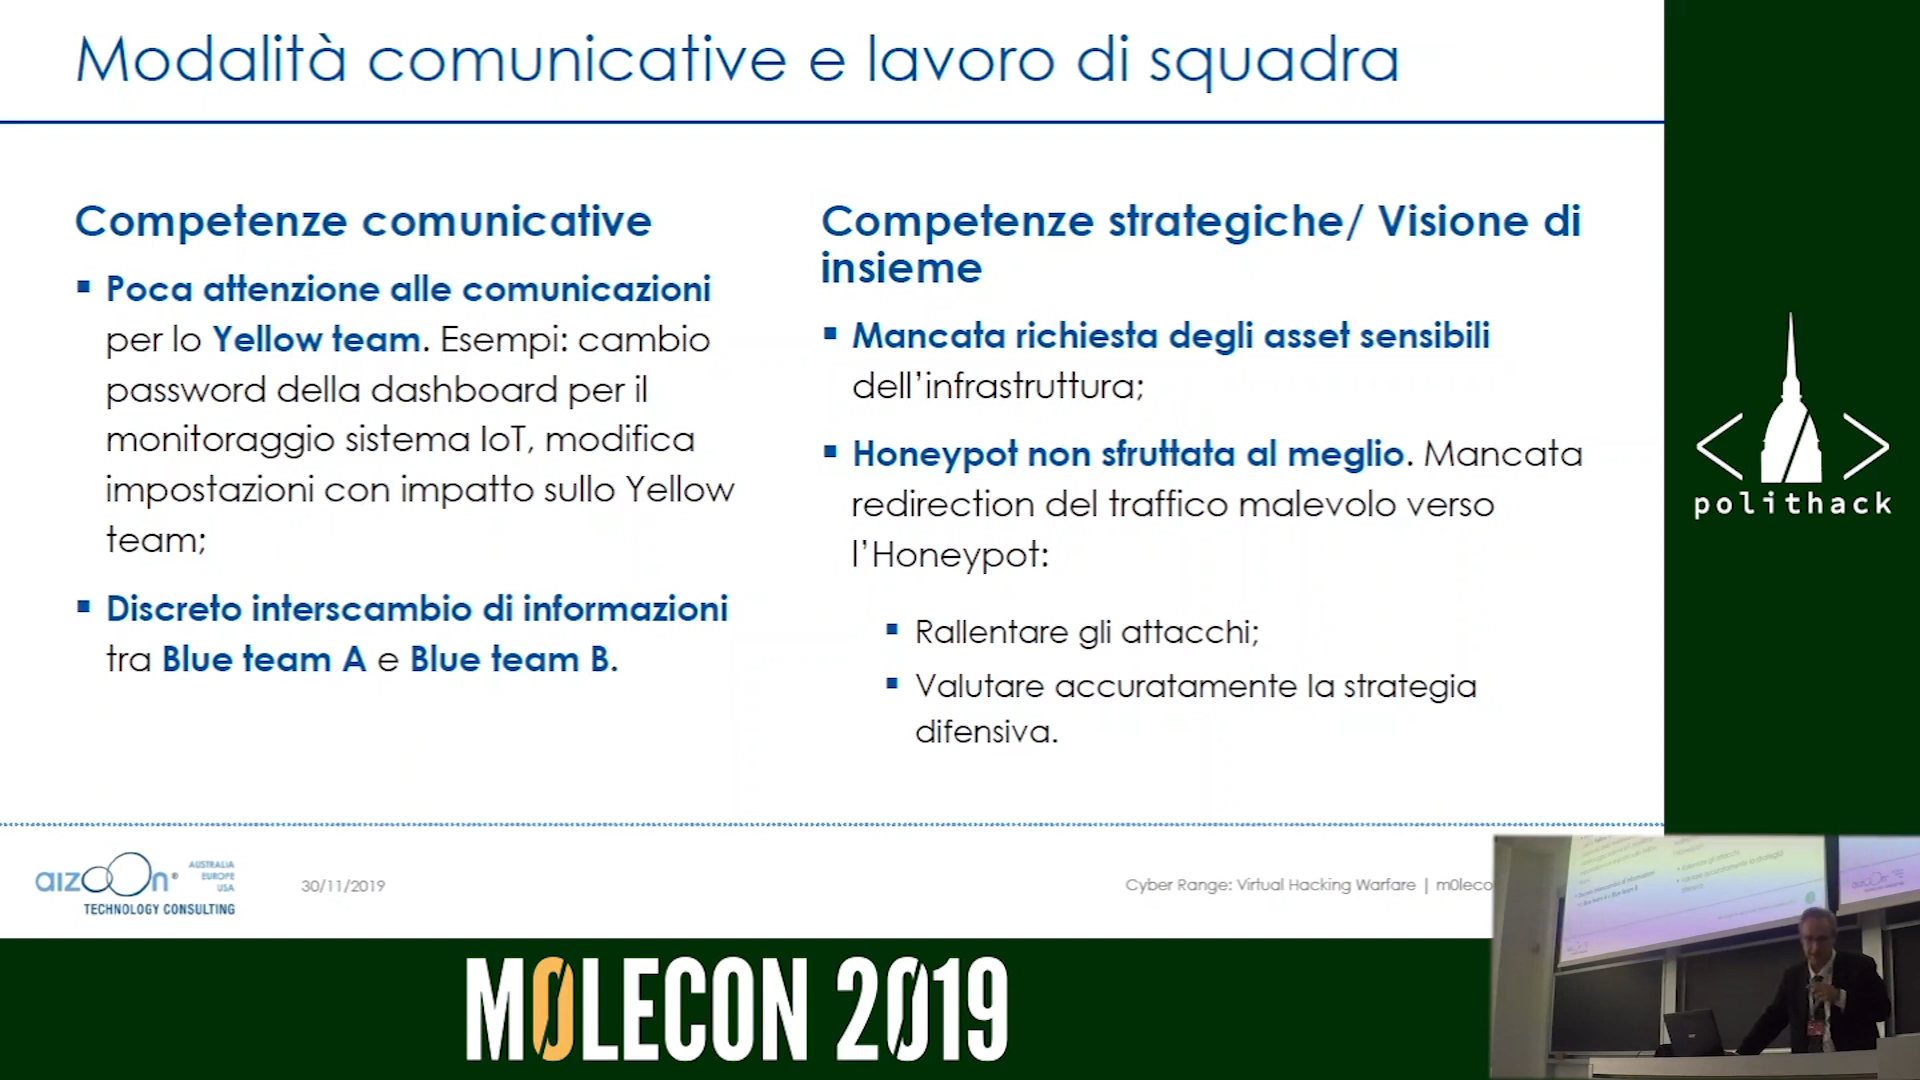 Modalità comunicative e lavoro di squadra
Competenze comunicative
Poca attenzione alle comunicazioni
per lo Yellow team. Esempi: cambio
password della dashboard per il
monitoraggio sistema IoT, modifica
impostazioni con impatto sullo Yellow
team;
Discreto interscambio di informazioni
tra Blue team A e Blue team B.
Competenze strategiche/ Visione di
insieme
Mancata richiesta degli asset sensibili
dell'infrastruttura;
Honeypot non sfruttata al meglio. Mancata
redirection del traffico malevolo verso
l'Honeypot:
Rallentare gli attacchi;
Valutare accuratamente la strategia
difensiva.
aizoOn®
AUSTRALIA
EUROPE
USA
TECHNOLOGY CONSULTING
30/11/2019
Cyber Range: Virtual Hacking Warfare | m0leco
polithack
M0LECON 2019